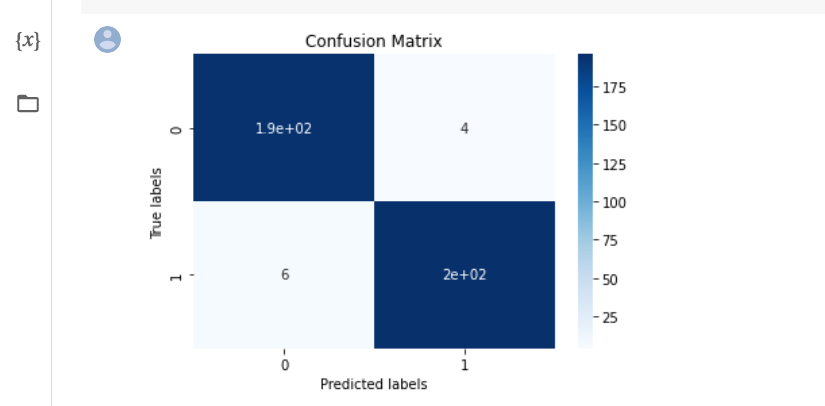 {x}
Confusion Matrix
0
1.9e+02
4
1
6
2e+02
0
1
True labels
Predicted labels
175
150
125
100
75
50
25